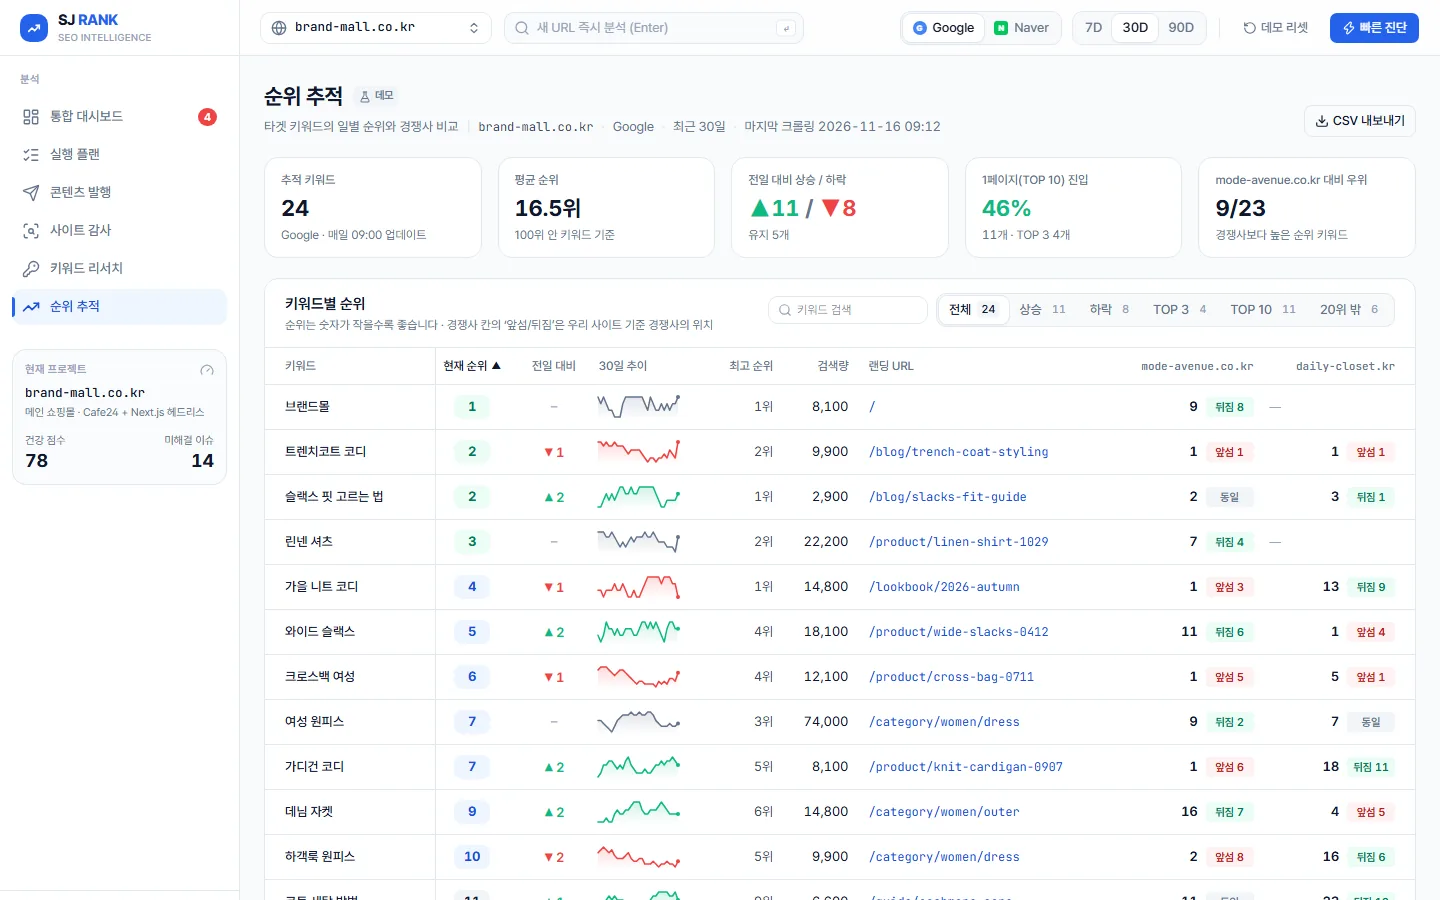 SJ RANK
SEO INTELLIGENCE
brand-mall.co.kr
새 URL 즉시 분석 (Enter)
G Google
N Naver
7D 30D 90D
데모 리셋
빠른 진단
분석
통합 대시보드 4
실행 플랜
콘텐츠 발행
사이트 감사
키워드 리서치
순위 추적
현재 프로젝트
brand-mall.co.kr
메인 쇼핑몰 · Cafe24 + Next.js 헤드리스
건강 점수 미해결 이슈
78 14
순위 추적 데모
타겟 키워드의 일별 순위와 경쟁사 비교 brand-mall.co.kr · Google · 최근 30일 · 마지막 크롤링 2026-11-16 09:12
CSV 내보내기
추적 키워드
24
Google · 매일 09:00 업데이트
평균 순위
16.5위
100위 안 키워드 기준
전일 대비 상승 / 하락
▲11 / ▼8
유지 5개
1페이지(TOP 10) 진입
46%
11개 · TOP 3 4개
mode-avenue.co.kr 대비 우위
9/23
경쟁사보다 높은 순위 키워드
키워드별 순위
순위는 숫자가 작을수록 좋습니다 · 경쟁사 칸의 ‘앞섬/뒤짐’은 우리 사이트 기준 경쟁사의 위치
키워드 검색
전체 24 상승 11 하락 8 TOP 3 4 TOP 10 11 20위 밖 6
키워드 현재 순위 ▲ 전일 대비 30일 추이 최고 순위 검색량 랜딩 URL mode-avenue.co.kr daily-closet.kr
브랜드몰 1 – 1위 8,100 / 9 뒤짐 8 —
트렌치코트 코디 2 ▼1 2위 9,900 /blog/trench-coat-styling 1 앞섬 1 1 앞섬 1
슬랙스 핏 고르는 법 2 ▲2 1위 2,900 /blog/slacks-fit-guide 2 동일 3 뒤짐 1
린넨 셔츠 3 – 2위 22,200 /product/linen-shirt-1029 7 뒤짐 4 —
가을 니트 코디 4 ▼1 1위 14,800 /lookbook/2026-autumn 1 앞섬 3 13 뒤짐 9
와이드 슬랙스 5 ▲2 4위 18,100 /product/wide-slacks-0412 11 뒤짐 6 1 앞섬 4
크로스백 여성 6 ▼1 4위 12,100 /product/cross-bag-0711 1 앞섬 5 5 앞섬 1
여성 원피스 7 – 3위 74,000 /category/women/dress 9 뒤짐 2 7 동일
가디건 코디 7 ▲2 5위 8,100 /product/knit-cardigan-0907 1 앞섬 6 18 뒤짐 11
데님 자켓 9 ▲2 6위 14,800 /category/women/outer 16 뒤짐 7 4 앞섬 5
하객룩 원피스 10 ▼2 5위 9,900 /category/women/dress 2 앞섬 8 16 뒤짐 6